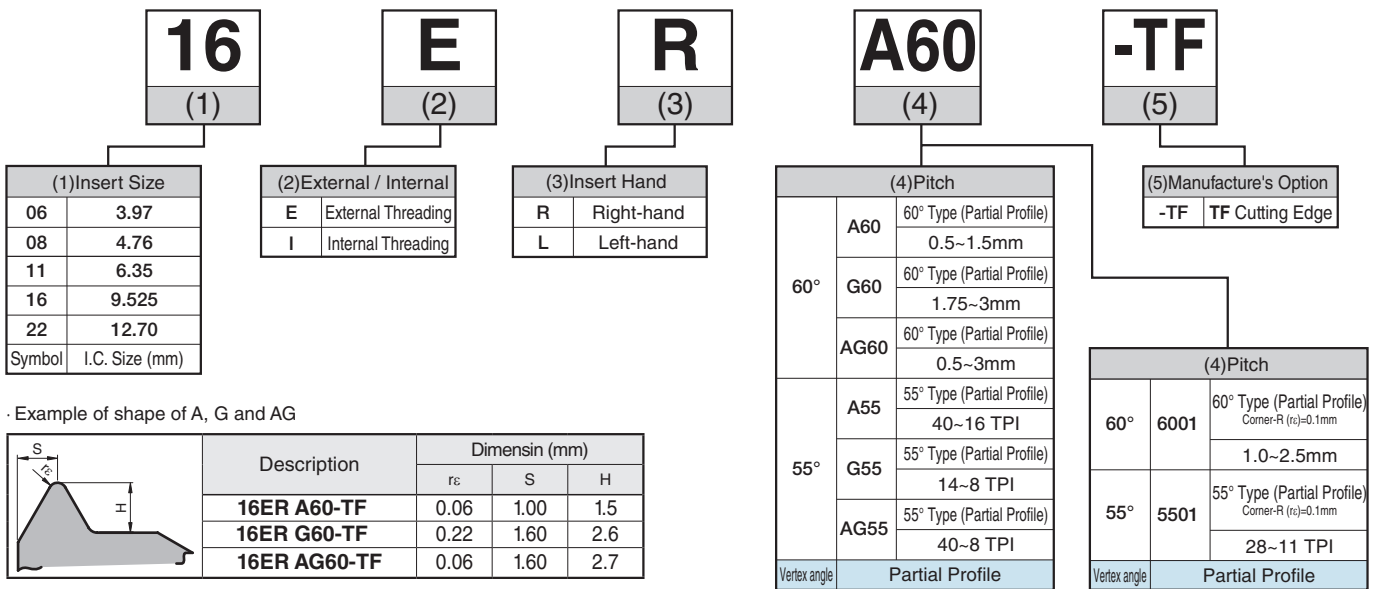 16 E R A60 -TF
(1) (2) (3) (4) (5)
(1)Insert Size
06 3.97
08 4.76
11 6.35
16 9.525
22 12.70
Symbol I.C. Size (mm)
(2)External / Internal
E External Threading
I Internal Threading
(3)Insert Hand
R Right-hand
L Left-hand
(4)Pitch
60°
A60 60° Type (Partial Profile)
0.5~1.5mm
G60 60° Type (Partial Profile)
1.75~3mm
AG60 60° Type (Partial Profile)
0.5~3mm
55°
A55 55° Type (Partial Profile)
40~16 TPI
G55 55° Type (Partial Profile)
14~8 TPI
AG55 55° Type (Partial Profile)
40~8 TPI
Vertex angle Partial Profile
(5)Manufacture's Option
-TF TF Cutting Edge
(4)Pitch
60° 6001 60° Type (Partial Profile)
Corner-R (rε)=0.1mm
1.0~2.5mm
55° 5501 55° Type (Partial Profile)
Corner-R (rε)=0.1mm
28~11 TPI
Vertex angle Partial Profile
· Example of shape of A, G and AG
S
rε
H
Description Dimensin (mm)
rε S H
16ER A60-TF 0.06 1.00 1.5
16ER G60-TF 0.22 1.60 2.6
16ER AG60-TF 0.06 1.60 2.7